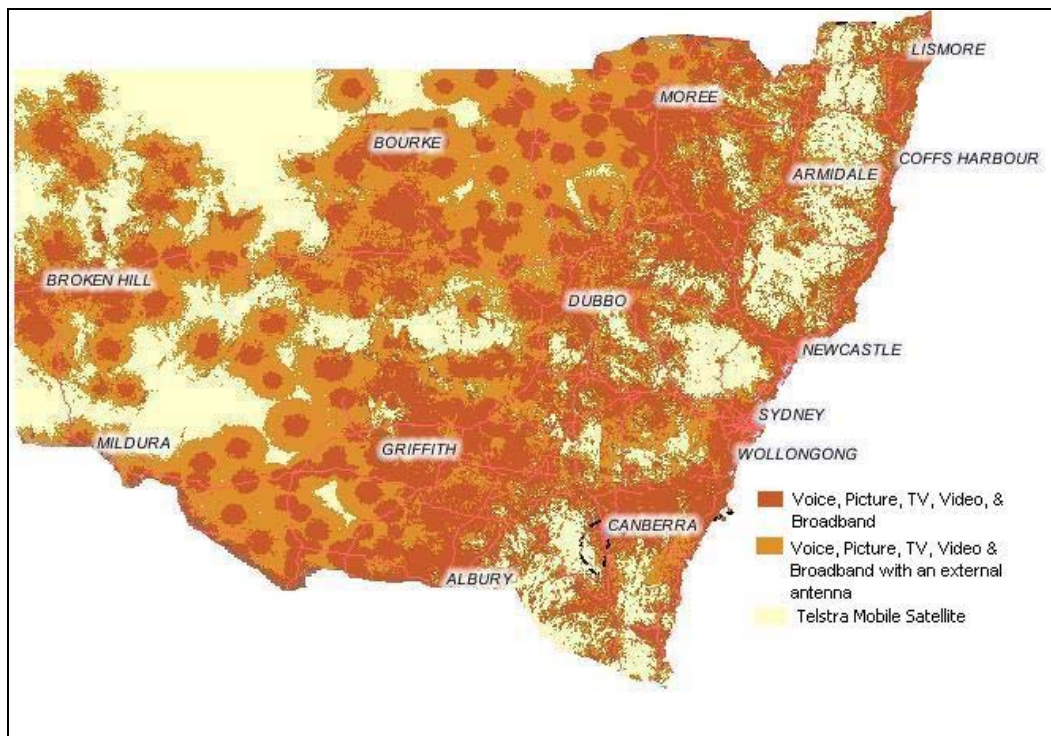 LISMORE
MOREE
BOURKE
COFFS HARBOUR
ARMIDALE
BROKEN HILL
DUBBO
NEWCASTLE
SYDNEY
MILDURA
GRIFFITH
WOLLONGONG
Voice, Picture, TV, Video, &
Broadband
CANBERRA
Voice, Picture, TV, Video &
Broadband with an external
antenna
ALBURY
Telstra Mobile Satellite